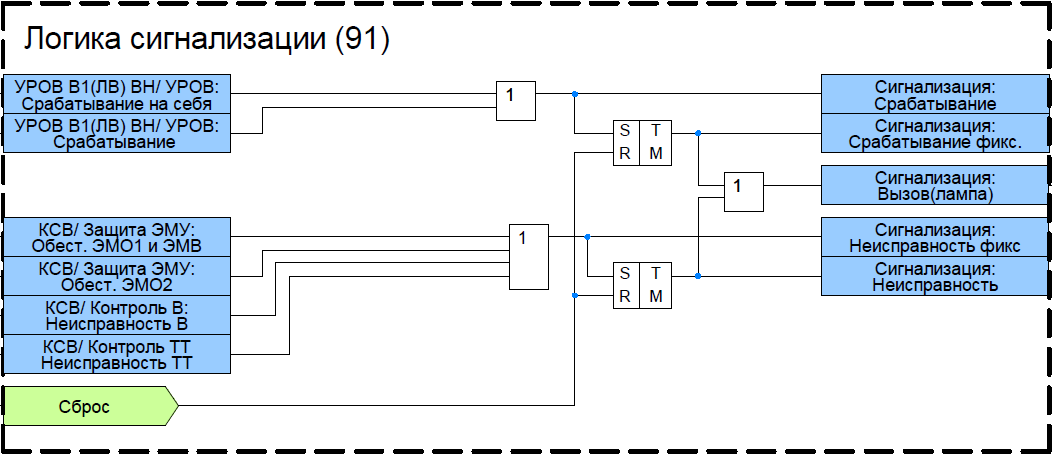 Логика сигнализации (91)
УРОВ В1(ЛВ) ВН/ УРОВ:
Срабатывание на себя
УРОВ В1(ЛВ) ВН/ УРОВ:
Срабатывание
1
Сигнализация:
Срабатывание
Сигнализация:
Срабатывание фикс.
S T
R M
1
Сигнализация:
Вызов(лампа)
КСВ/ Защита ЭМУ:
Обест. ЭМО1 и ЭМВ
КСВ/ Защита ЭМУ:
Обест. ЭМО2
КСВ/ Контроль В:
Неисправность В
КСВ/ Контроль ТТ
Неисправность ТТ
1
Сигнализация:
Неисправность фикс
Сигнализация:
Неисправность
S T
R M
Сброс